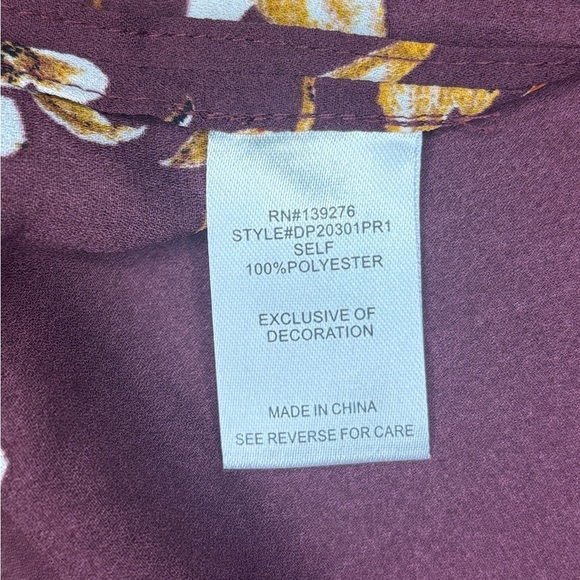 RN#139276
STYLE#DP20301PR1
SELF
100%POLYESTER
EXCLUSIVE OF
DECORATION
MADE IN CHINA
SEE REVERSE FOR CARE